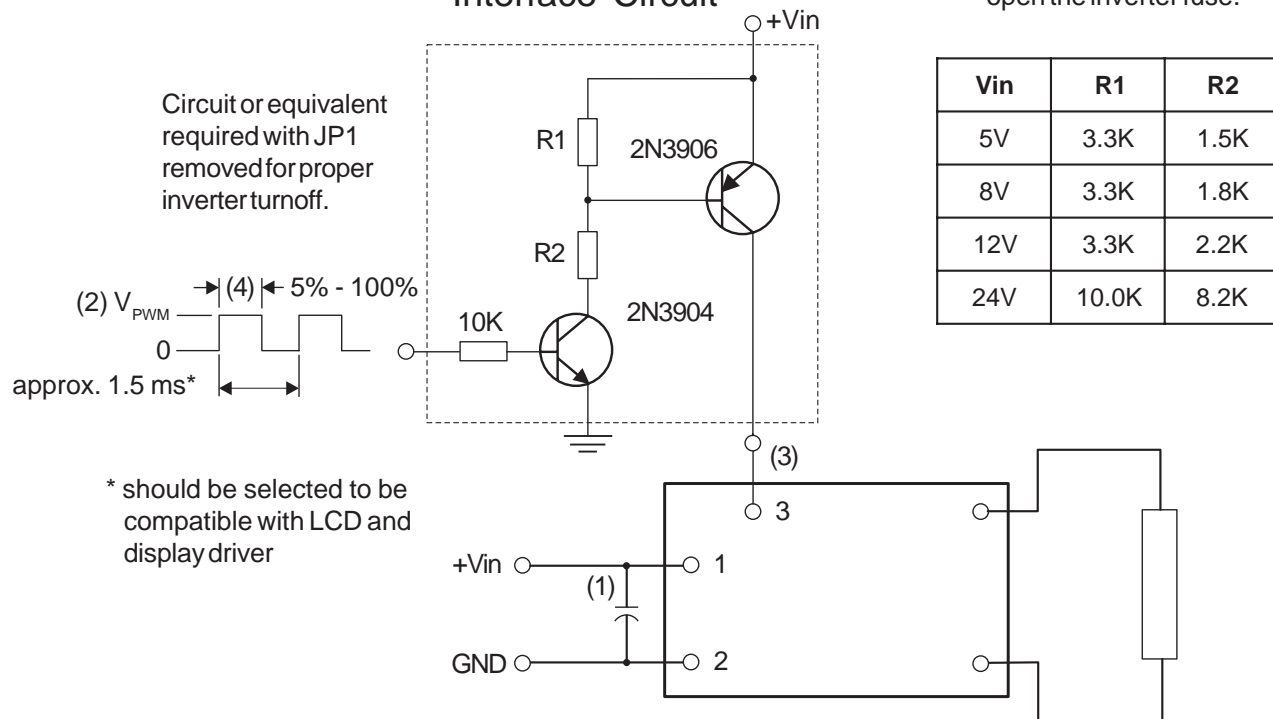 Interface Circuit
open the inverter fuse.
+Vin
Circuit or equivalent
required with JP1
removed for proper
inverter turnoff.
R1
2N3906
R2
2N3904
10K
(2) VPWM
(4)
5% - 100%
0
approx. 1.5 ms*
Vin R1 R2
5V 3.3K 1.5K
8V 3.3K 1.8K
12V 3.3K 2.2K
24V 10.0K 8.2K
* should be selected to be
compatible with LCD and
display driver
(3)
3
+Vin
1
(1)
GND
2